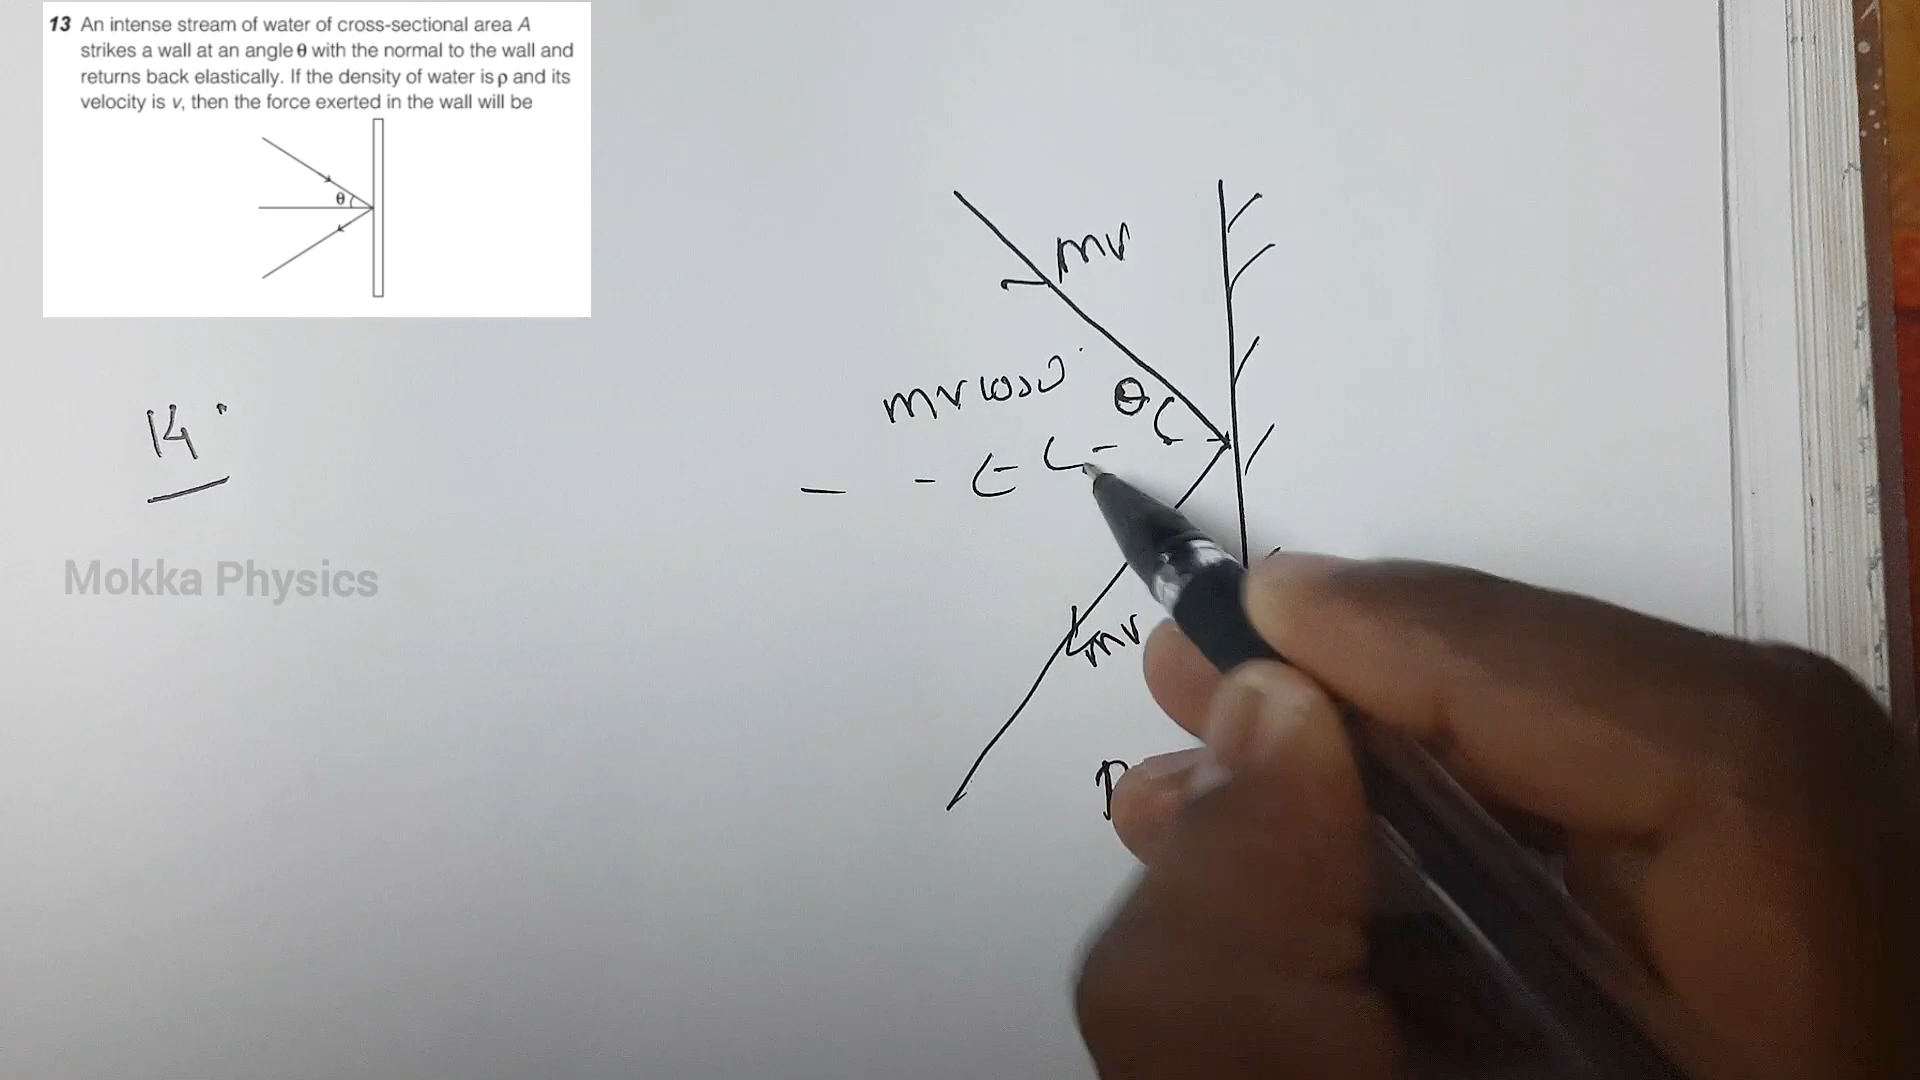 13 An intense stream of water of cross-sectional area A
strikes a wall at an angle θ with the normal to the wall and
returns back elastically. If the density of water is ρ and its
velocity is v, then the force exerted in the wall will be
θ
mv
mv cosθ
θ
14.
Mokka Physics
mv